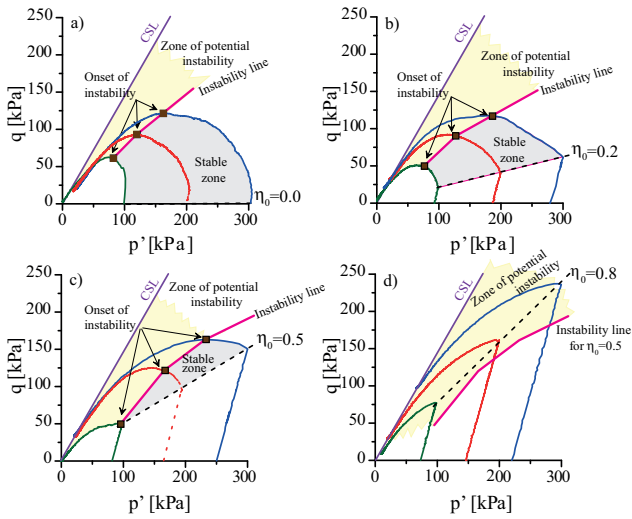 a)
250
200
150
100
50
0
q [kPa]
0
100
200
300
p' [kPa]
CSL
Zone of potential
instability
Instability line
Onset of
instability
Stable
zone
η₀=0.0
b)
250
200
150
100
50
0
q [kPa]
0
100
200
300
p' [kPa]
CSL
Zone of potential
instability
Instability line
Onset of
instability
Stable
zone
η₀=0.2
c)
250
200
150
100
50
0
q [kPa]
0
100
200
300
p' [kPa]
CSL
Zone of potential
instability
Instability line
Onset of
instability
Stable
zone
η₀=0.5
d)
250
200
150
100
50
0
q [kPa]
0
100
200
300
p' [kPa]
CSL
Zone of potential
instability
η₀=0.8
Instability line
for η₀=0.5